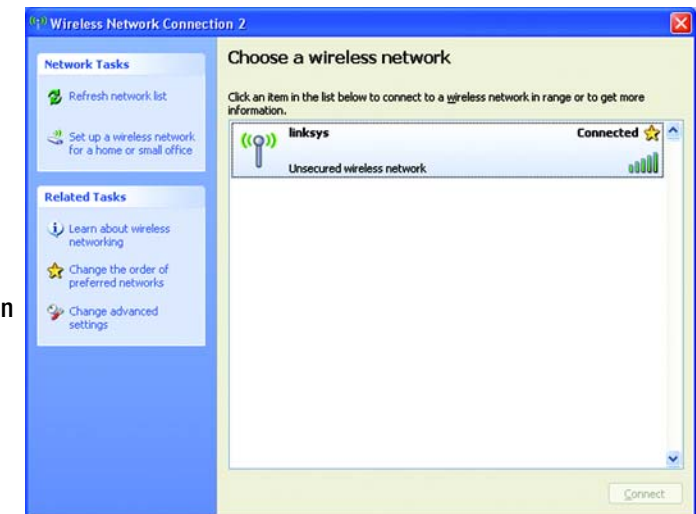 Wireless Network Connection 2
Network Tasks
Refresh network list
Set up a wireless network
for a home or small office
Related Tasks
Learn about wireless
networking
Change the order of
preferred networks
Change advanced
settings
Choose a wireless network
Click an item in the list below to connect to a wireless network in range or to get more
information.
linksys
Connected
Unsecured wireless network
Connect
n